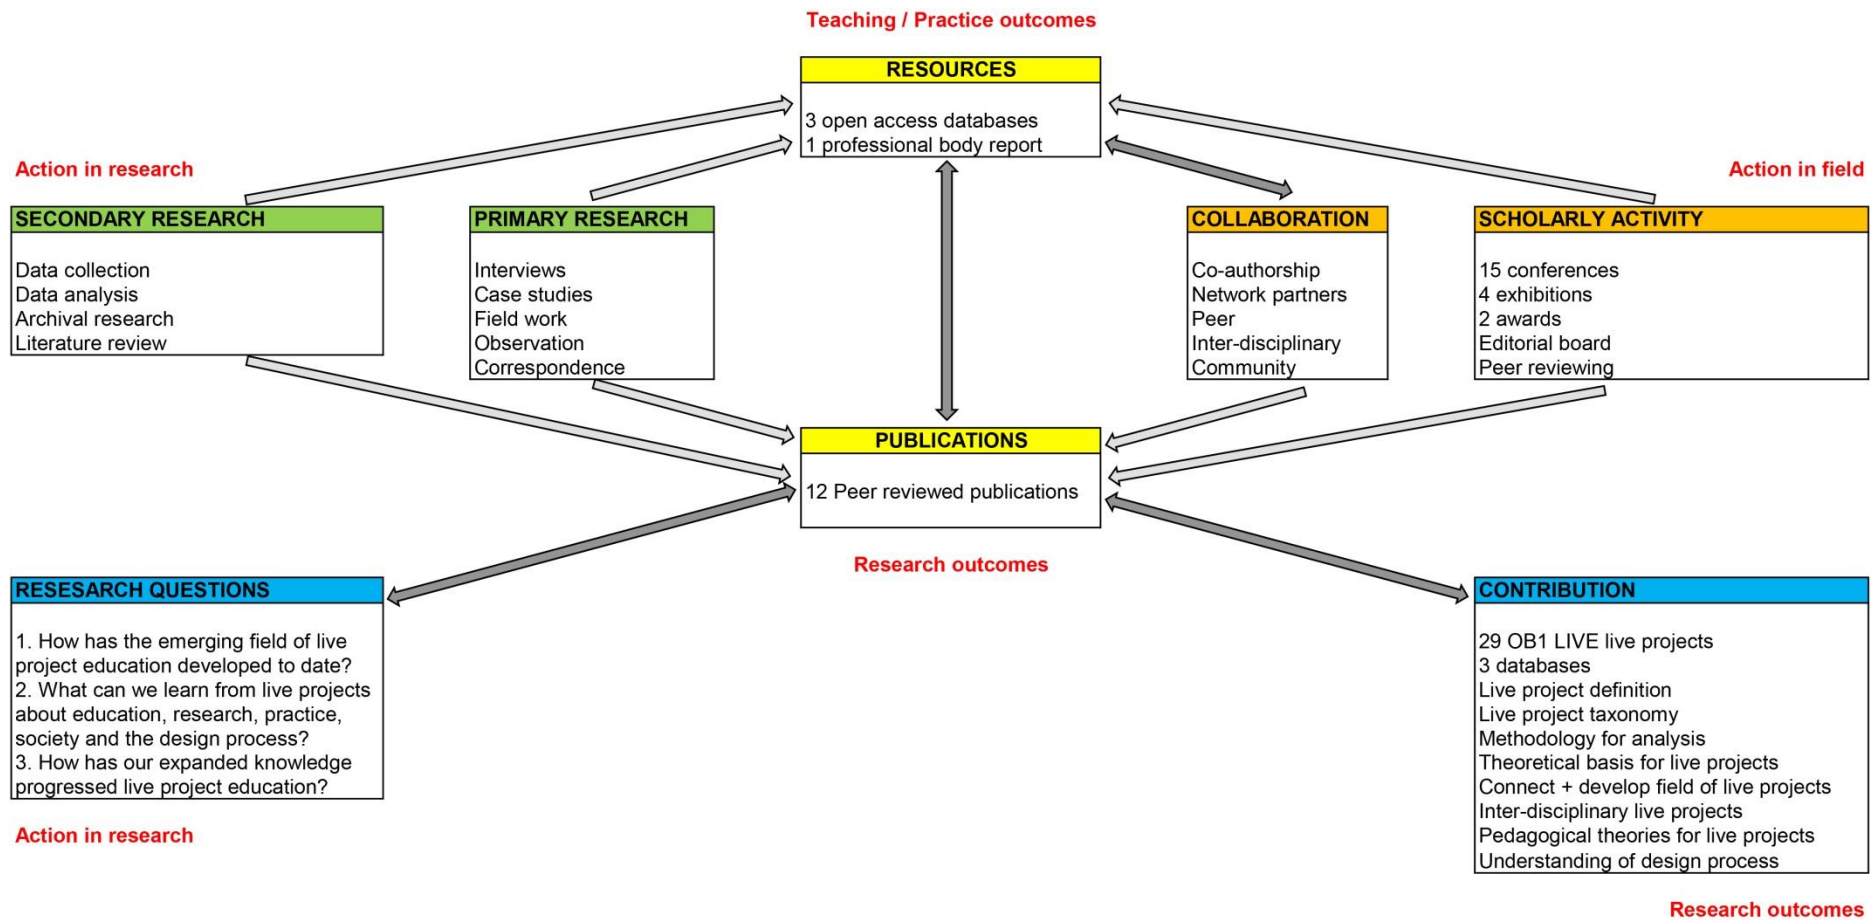 Teaching / Practice outcomes
RESOURCES
3 open access databases
1 professional body report
Action in research
Action in field
SECONDARY RESEARCH
Data collection
Data analysis
Archival research
Literature review
PRIMARY RESEARCH
Interviews
Case studies
Field work
Observation
Correspondence
COLLABORATION
Co-authorship
Network partners
Peer
Inter-disciplinary
Community
SCHOLARLY ACTIVITY
15 conferences
4 exhibitions
2 awards
Editorial board
Peer reviewing
PUBLICATIONS
12 Peer reviewed publications
Research outcomes
RESESARCH QUESTIONS
1. How has the emerging field of live
project education developed to date?
2. What can we learn from live projects
about education, research, practice,
society and the design process?
3. How has our expanded knowledge
progressed live project education?
Action in research
CONTRIBUTION
29 OB1 LIVE live projects
3 databases
Live project definition
Live project taxonomy
Methodology for analysis
Theoretical basis for live projects
Connect + develop field of live projects
Inter-disciplinary live projects
Pedagogical theories for live projects
Understanding of design process
Research outcomes